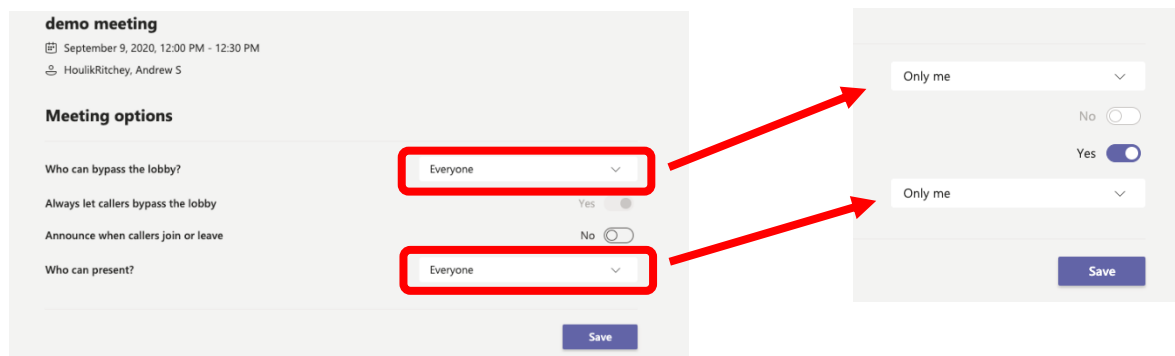 demo meeting
September 9, 2020, 12:00 PM - 12:30 PM
HoulikRitchey, Andrew S
Meeting options
Who can bypass the lobby? Everyone
Always let callers bypass the lobby Yes
Announce when callers join or leave No
Who can present? Everyone
Save
Only me
No
Yes
Only me
Save